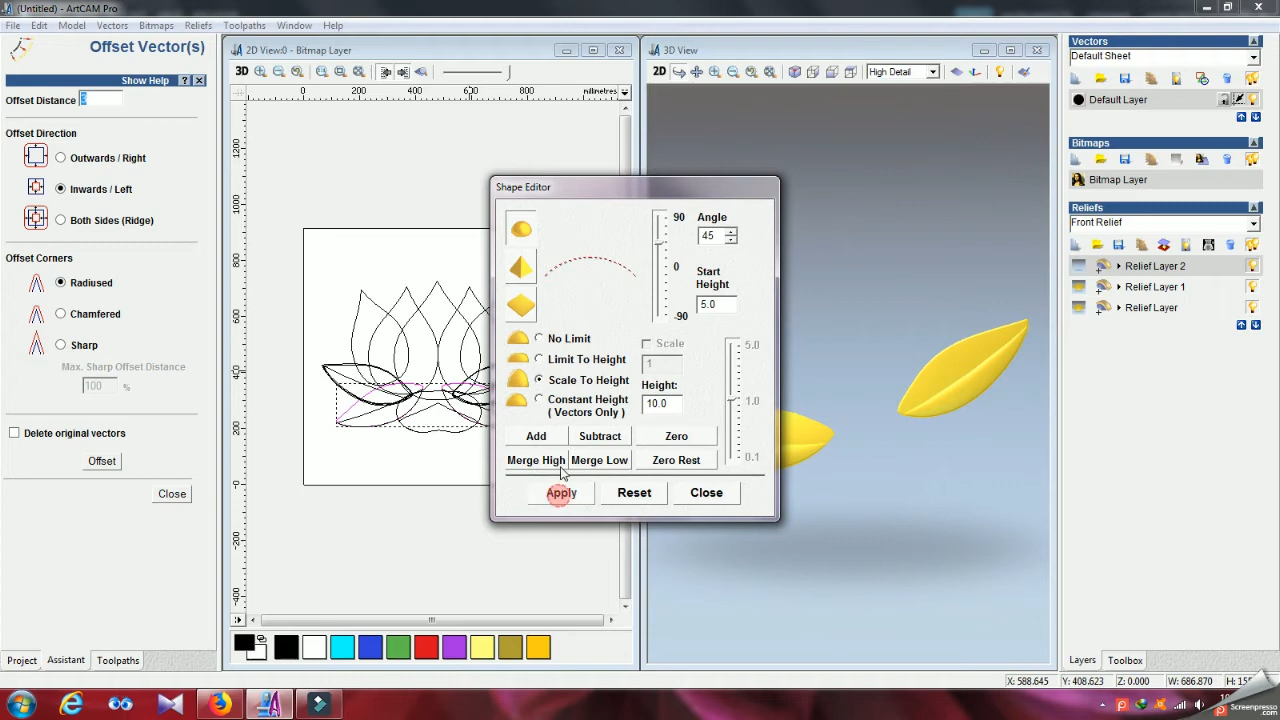 (Untitled) - ArtCAM Pro
File Edit Model Vectors Bitmaps Reliefs Toolpaths Window Help
Offset Vector(s)
Show Help ?
Offset Distance 3
Offset Direction
Outwards / Right
Inwards / Left
Both Sides (Ridge)
Offset Corners
Radiused
Chamfered
Sharp
Max. Sharp Offset Distance
100 %
Delete original vectors
Offset
Close
Project Assistant Toolpaths
2D View:0 - Bitmap Layer
3D
0 200 400 600 800 millimetres
1200
1000
800
600
400
200
-0
-200
-400
Shape Editor
90
0
-90
Angle
45
Start
Height
5.0
No Limit
Limit To Height
Scale To Height
Constant Height
( Vectors Only )
Scale
1
Height:
10.0
5.0
1.0
0.1
Add Subtract Zero
Merge High Merge Low Zero Rest
Apply Reset Close
3D View
2D High Detail
Vectors
Default Sheet
Default Layer
Bitmaps
Bitmap Layer
Reliefs
Front Relief
Relief Layer 2
Relief Layer 1
Relief Layer
Layers Toolbox
X: 588.645 Y: 408.623 Z: 0.000 W: 686.870
Screenpresso
.com